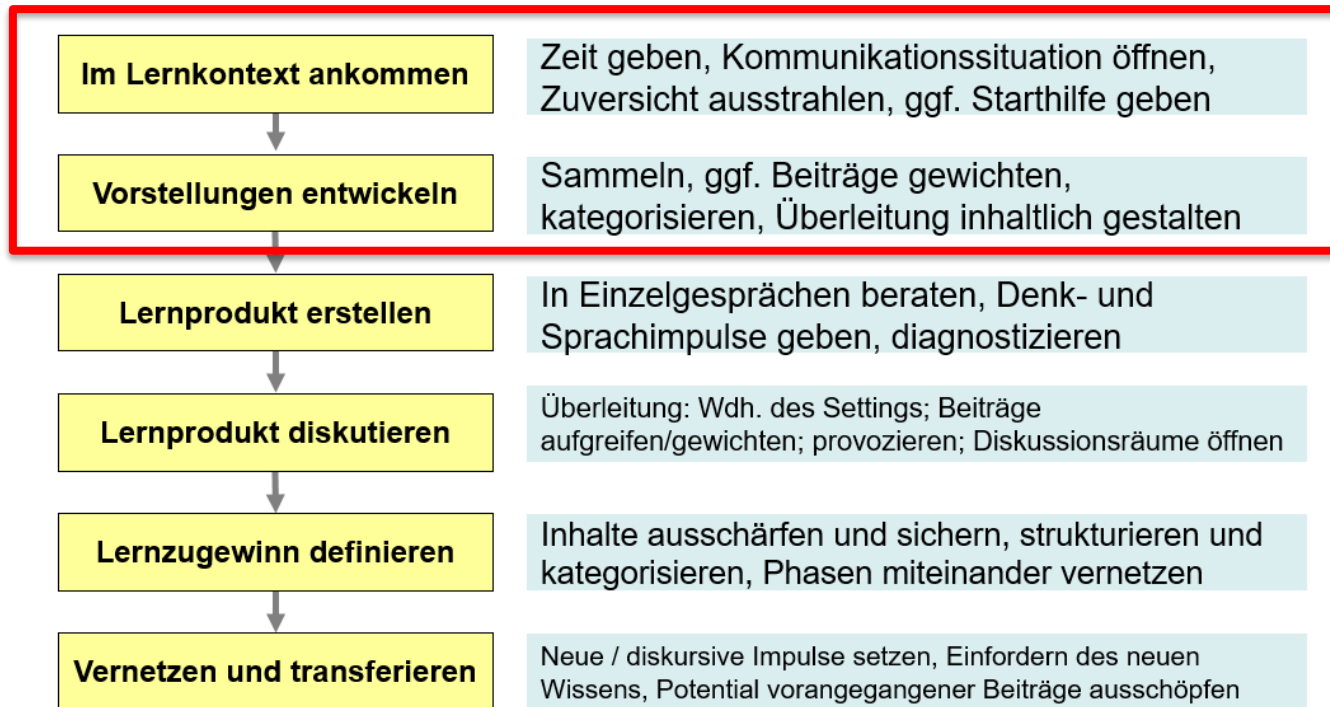 Im Lernkontext ankommen
Zeit geben, Kommunikationssituation öffnen,
Zuversicht ausstrahlen, ggf. Starthilfe geben
Vorstellungen entwickeln
Sammeln, ggf. Beiträge gewichten,
kategorisieren, Überleitung inhaltlich gestalten
Lernprodukt erstellen
In Einzelgesprächen beraten, Denk- und
Sprachimpulse geben, diagnostizieren
Lernprodukt diskutieren
Überleitung: Wdh. des Settings; Beiträge
aufgreifen/gewichten; provozieren; Diskussionsräume öffnen
Lernzugewinn definieren
Inhalte ausschärfen und sichern, strukturieren und
kategorisieren, Phasen miteinander vernetzen
Vernetzen und transferieren
Neue / diskursive Impulse setzen, Einfordern des neuen
Wissens, Potential vorangegangener Beiträge ausschöpfen